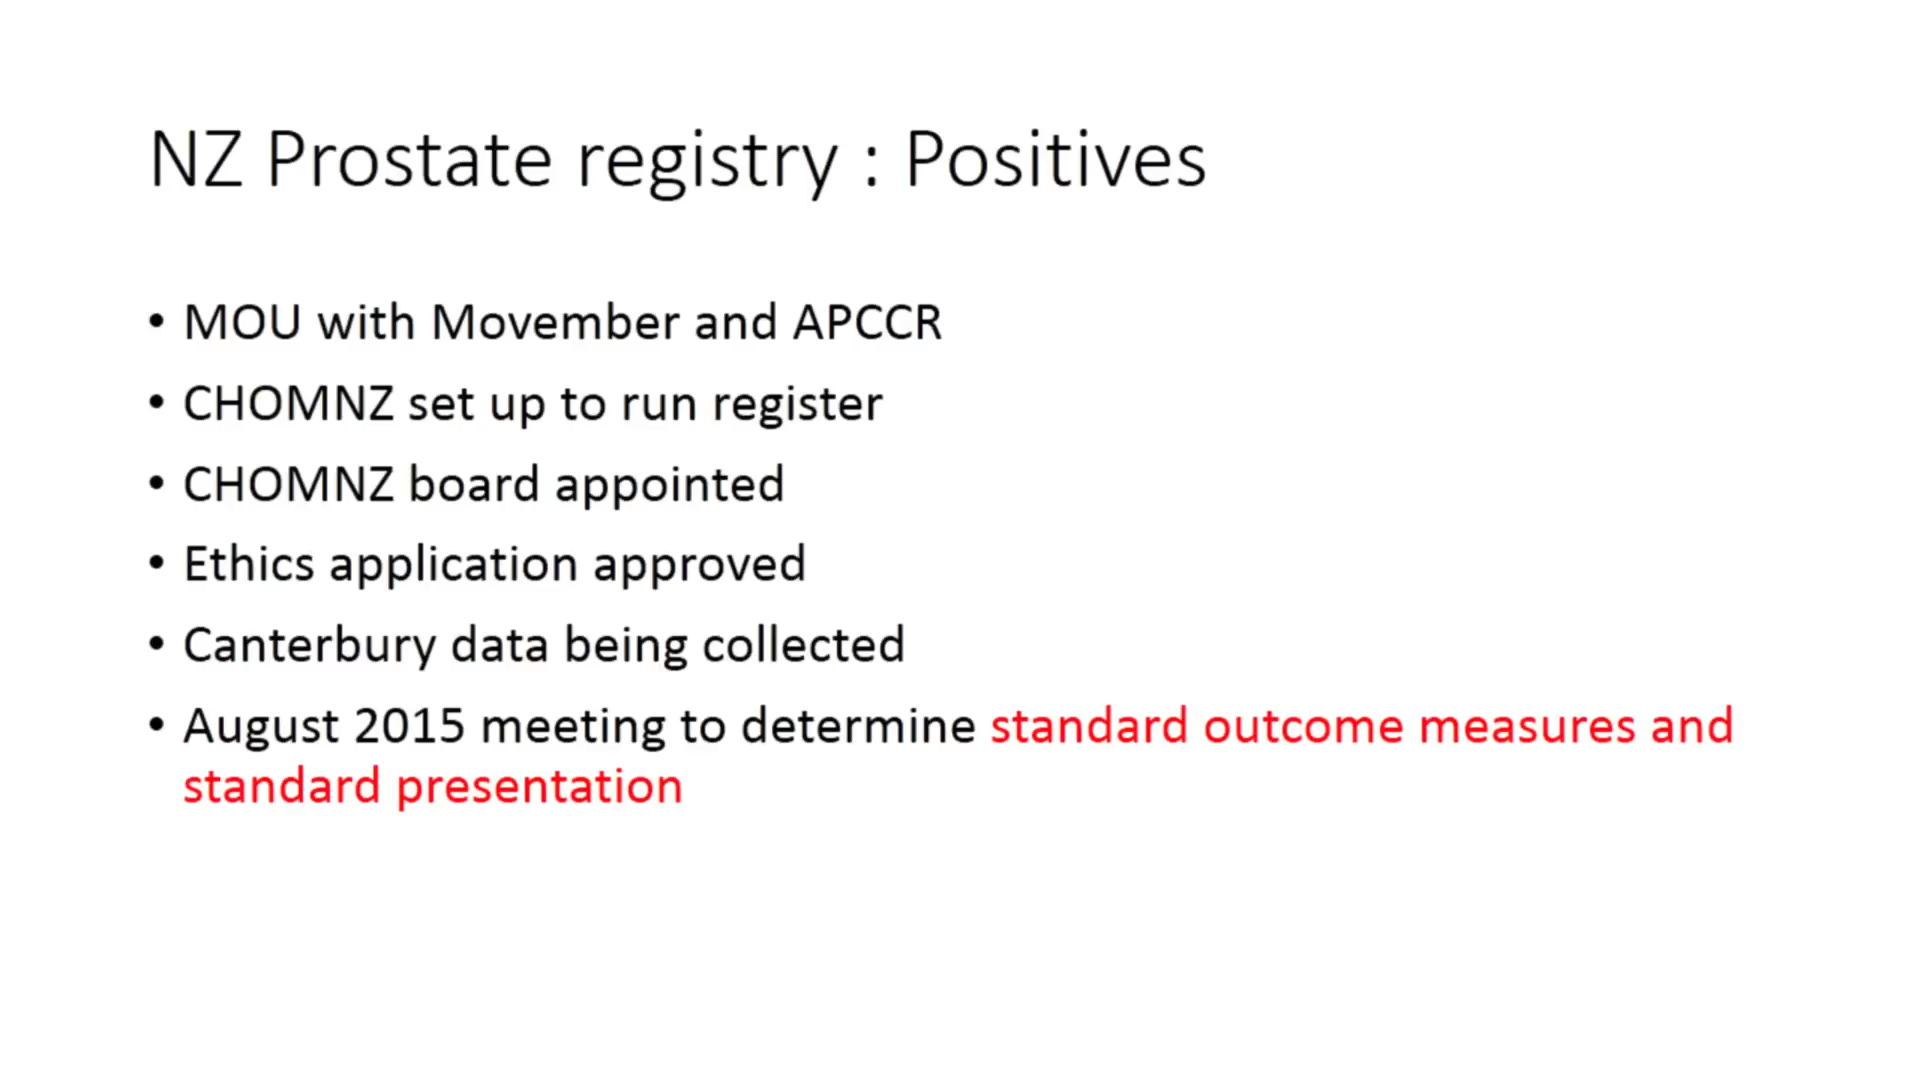 NZ Prostate registry : Positives
• MOU with Movember and APCCR
• CHOMNZ set up to run register
• CHOMNZ board appointed
• Ethics application approved
• Canterbury data being collected
• August 2015 meeting to determine standard outcome measures and
standard presentation